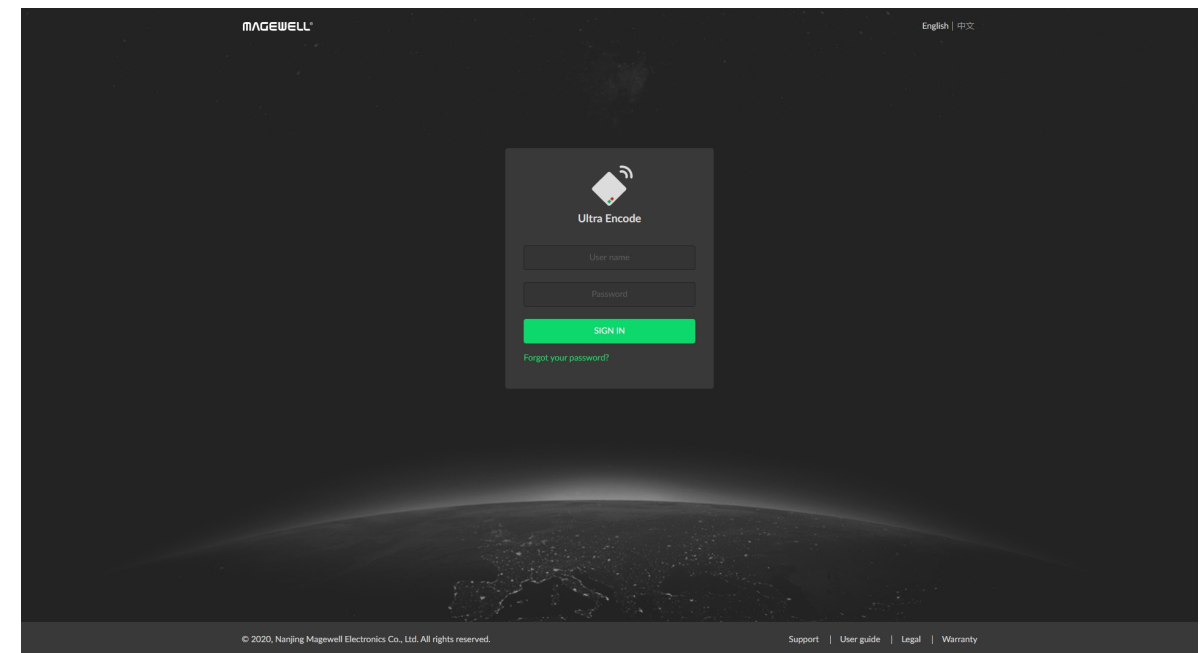 MAGEWELL®
English | 中文
Ultra Encode
User name
Password
SIGN IN
Forgot your password?
© 2020, Nanjing Magewell Electronics Co., Ltd. All rights reserved.
Support | User guide | Legal | Warranty